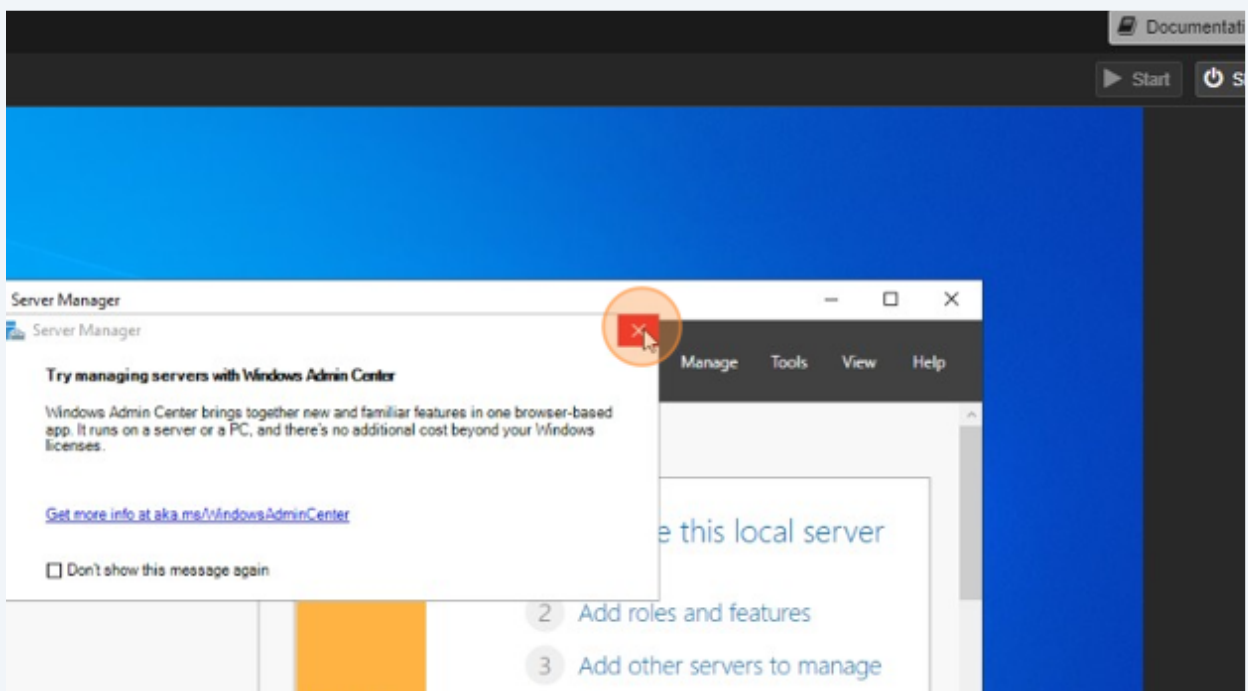 Documentati
Start
S
Server Manager
Server Manager
Manage Tools View Help
Try managing servers with Windows Admin Center
Windows Admin Center brings together new and familiar features in one browser-based
app. It runs on a server or a PC, and there's no additional cost beyond your Windows
licenses.
Get more info at aka.ms/WindowsAdminCenter
e this local server
Don't show this message again
2 Add roles and features
3 Add other servers to manage